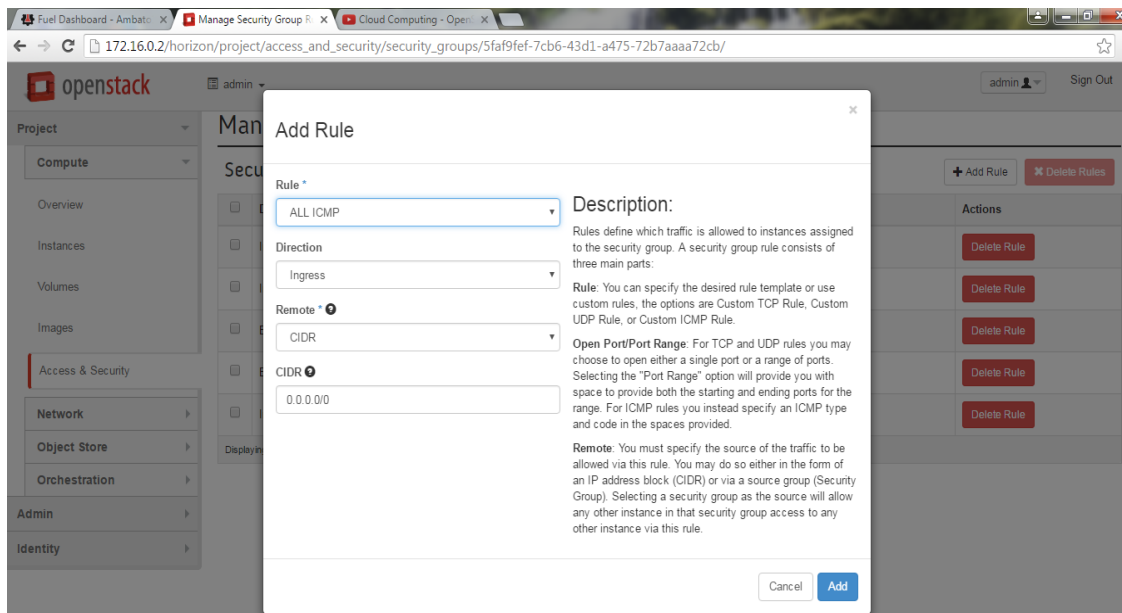 Fuel Dashboard - Ambato
Manage Security Group R
Cloud Computing - Open
172.16.0.2/horizon/project/access_and_security/security_groups/5faf9fef-7cb6-43d1-a475-72b7aaaa72cb/
openstack
admin
admin
Sign Out
Project
Compute
Overview
Instances
Volumes
Images
Access & Security
Network
Object Store
Orchestration
Admin
Identity
Man
Secu
+ Add Rule
Delete Rules
Actions
Delete Rule
Delete Rule
Delete Rule
Delete Rule
Delete Rule
Displayin
Add Rule
×
Rule *
ALL ICMP
Direction
Ingress
Remote *
CIDR
CIDR
0.0.0.0/0
Description:
Rules define which traffic is allowed to instances assigned
to the security group. A security group rule consists of
three main parts:
Rule: You can specify the desired rule template or use
custom rules, the options are Custom TCP Rule, Custom
UDP Rule, or Custom ICMP Rule.
Open Port/Port Range: For TCP and UDP rules you may
choose to open either a single port or a range of ports.
Selecting the "Port Range" option will provide you with
space to provide both the starting and ending ports for the
range. For ICMP rules you instead specify an ICMP type
and code in the spaces provided.
Remote: You must specify the source of the traffic to be
allowed via this rule. You may do so either in the form of
an IP address block (CIDR) or via a source group (Security
Group). Selecting a security group as the source will allow
any other instance in that security group access to any
other instance via this rule.
Cancel
Add